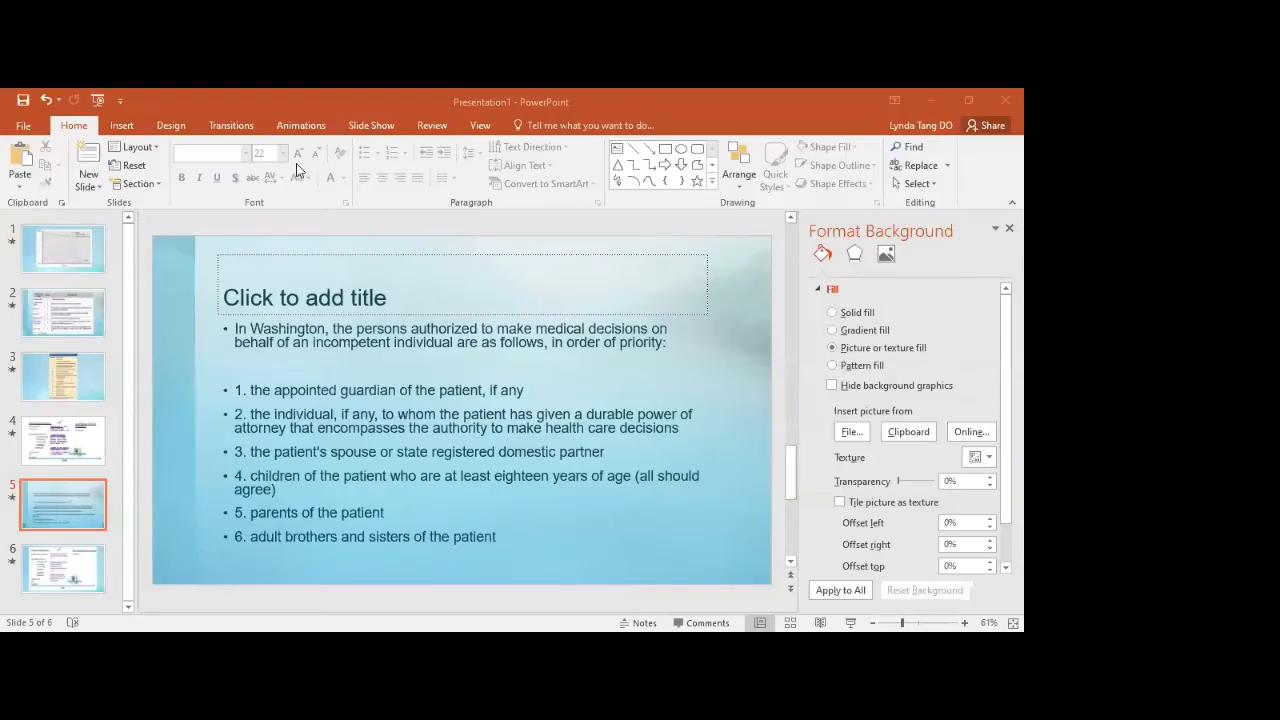 Presentation1 - PowerPoint
File Home Insert Design Transitions Animations Slide Show Review View Tell me what you want to do... Lynda Tang DO Share
Paste
Clipboard
New
Slide
Layout
Reset
Section
Slides
22
B I U S abc AV A
Font
Text Direction
Align Text
Convert to SmartArt
Paragraph
Arrange
Quick
Styles
Shape Fill
Shape Outline
Shape Effects
Drawing
Find
Replace
Select
Editing
1
2
3
4
5
6
Click to add title
• In Washington, the persons authorized to make medical decisions on
behalf of an incompetent individual are as follows, in order of priority:
• 1. the appointed guardian of the patient, if any
• 2. the individual, if any, to whom the patient has given a durable power of
attorney that encompasses the authority to make health care decisions
• 3. the patient's spouse or state registered domestic partner
• 4. children of the patient who are at least eighteen years of age (all should
agree)
• 5. parents of the patient
• 6. adult brothers and sisters of the patient
Format Background
Fill
Solid fill
Gradient fill
Picture or texture fill
Pattern fill
Hide background graphics
Insert picture from
File... Clipboard Online...
Texture
Transparency 0%
Tile picture as texture
Offset left 0%
Offset right 0%
Offset top 0%
Apply to All Reset Background
Slide 5 of 6 Notes Comments 61%